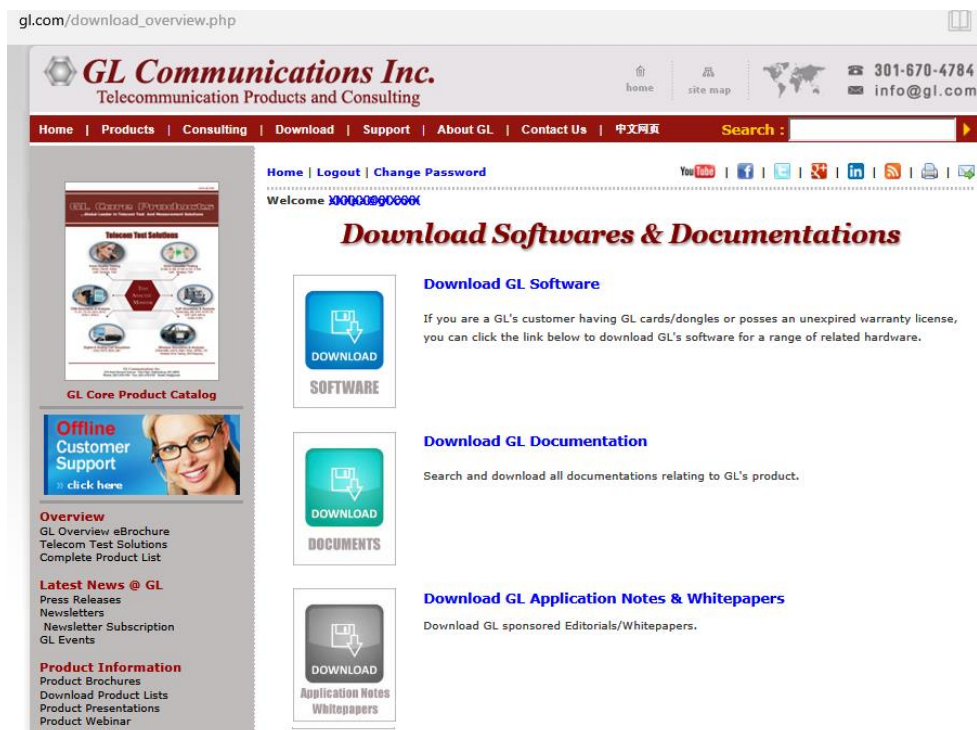 gl.com/download_overview.php
GL Communications Inc.
Telecommunication Products and Consulting
home
site map
301-670-4784
info@gl.com
Home | Products | Consulting | Download | Support | About GL | Contact Us | 中文网页
Search :
GL Core Products
Telecom Test Solutions
GL Core Product Catalog
Offline
Customer
Support
» click here
Overview
GL Overview eBrochure
Telecom Test Solutions
Complete Product List
Latest News @ GL
Press Releases
Newsletters
Newsletter Subscription
GL Events
Product Information
Product Brochures
Download Product Lists
Product Presentations
Product Webinar
Home | Logout | Change Password
You Tube | f | | | in | | |
Welcome
Download Softwares & Documentations
DOWNLOAD
SOFTWARE
Download GL Software
If you are a GL's customer having GL cards/dongles or posses an unexpired warranty license,
you can click the link below to download GL's software for a range of related hardware.
DOWNLOAD
DOCUMENTS
Download GL Documentation
Search and download all documentations relating to GL's product.
DOWNLOAD
Application Notes
Whitepapers
Download GL Application Notes & Whitepapers
Download GL sponsored Editorials/Whitepapers.